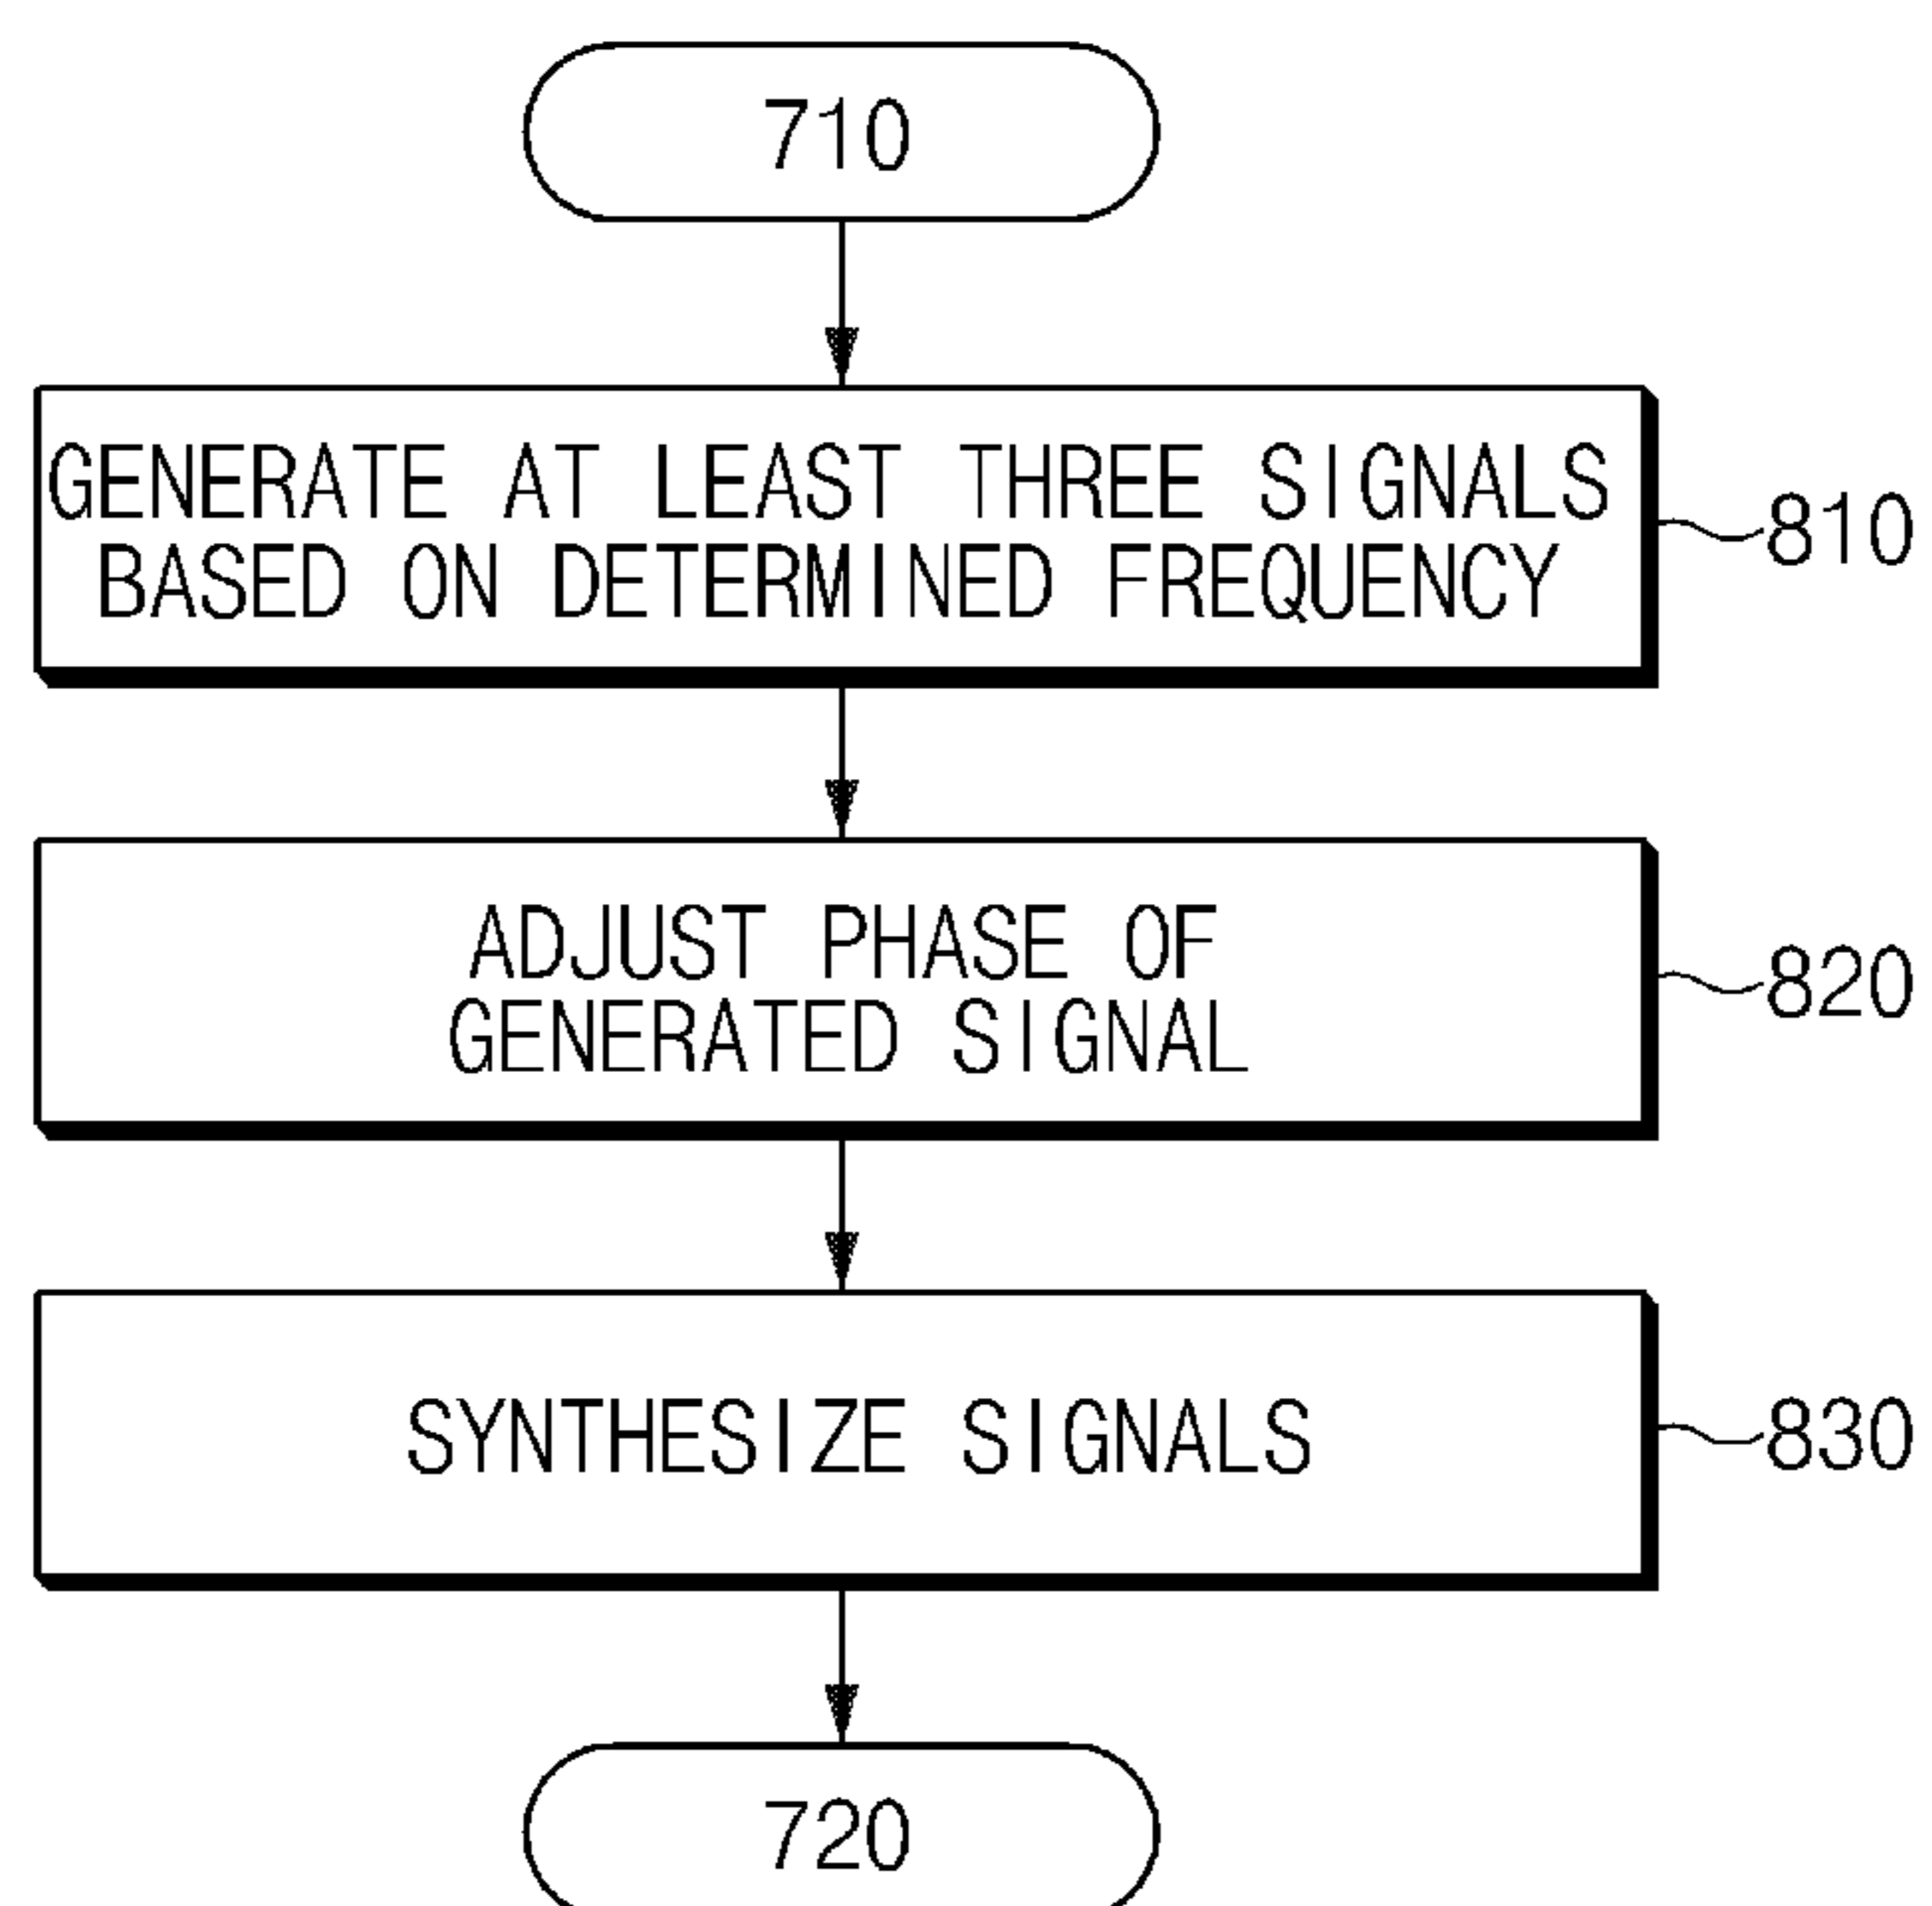 710
GENERATE AT LEAST THREE SIGNALS
BASED ON DETERMINED FREQUENCY
810
ADJUST PHASE OF
GENERATED SIGNAL
820
SYNTHESIZE SIGNALS
830
720